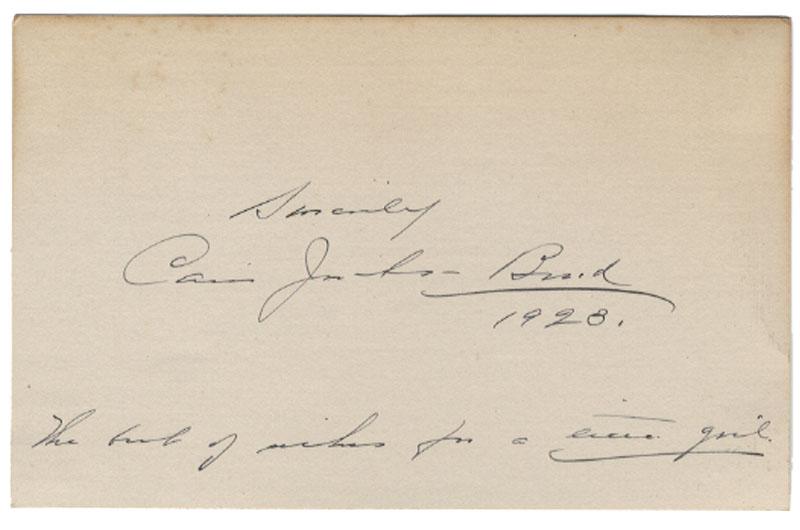 Sincerely
Carrie Jacobs-Bond
1928.
The best of wishes for a girl.